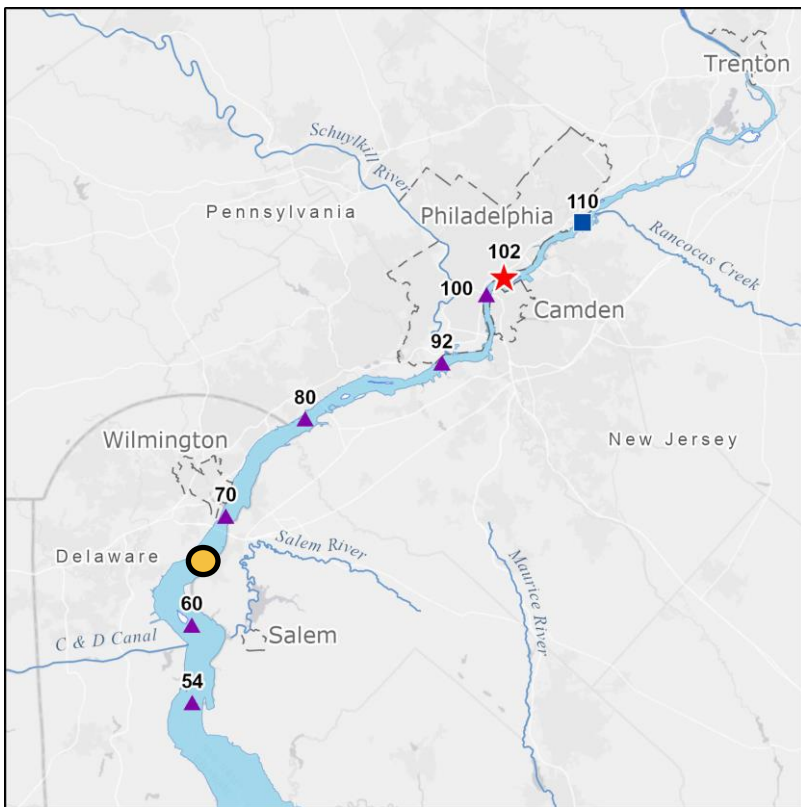 Trenton
Schuylkill River
110
Pennsylvania
Philadelphia
Rancocas Creek
102
100
Camden
92
80
Wilmington
New Jersey
70
Salem River
Delaware
Maurice River
60
C & D Canal
Salem
54